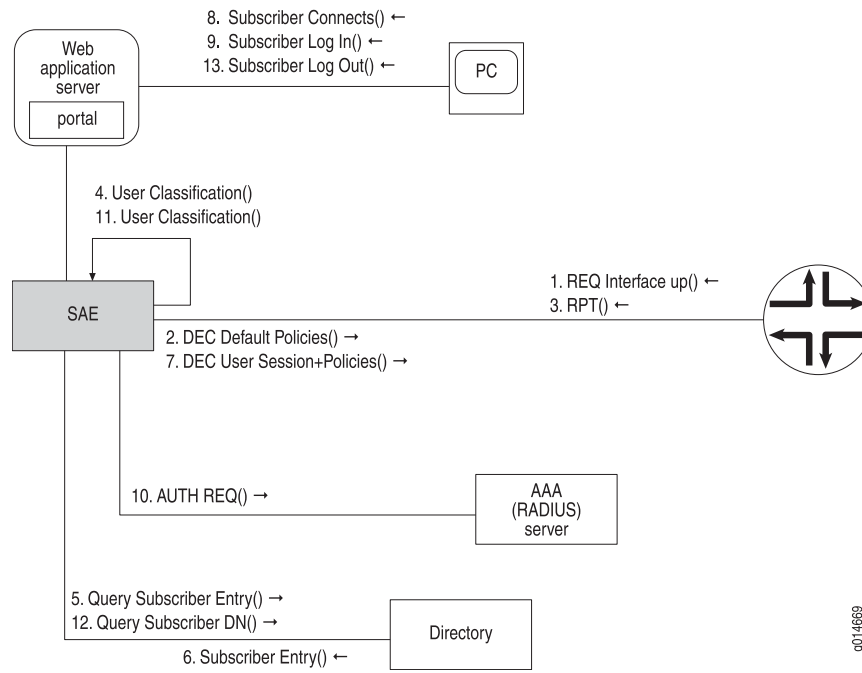 8. Subscriber Connects() ←
9. Subscriber Log In() ←
13. Subscriber Log Out() ←
Web
application
server
portal
PC
4. User Classification()
11. User Classification()
SAE
1. REQ Interface up() ←
3. RPT() ←
2. DEC Default Policies() →
7. DEC User Session+Policies() →
10. AUTH REQ() →
AAA
(RADIUS)
server
5. Query Subscriber Entry() →
12. Query Subscriber DN() →
6. Subscriber Entry() ←
Directory
g014669